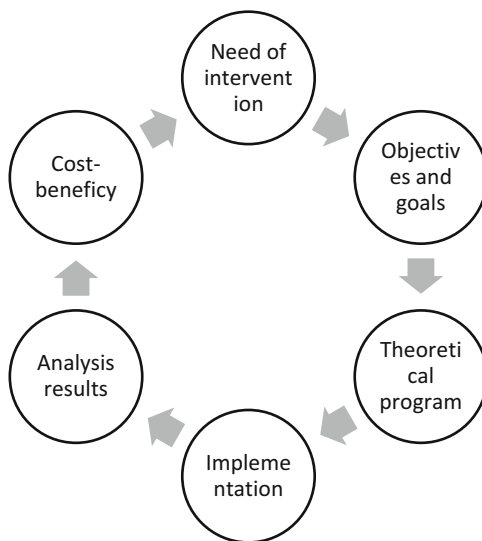 Need of
intervent
ion
Objectiv
es and
goals
Theoreti
cal
program
Impleme
ntation
Analysis
results
Cost-
beneficy